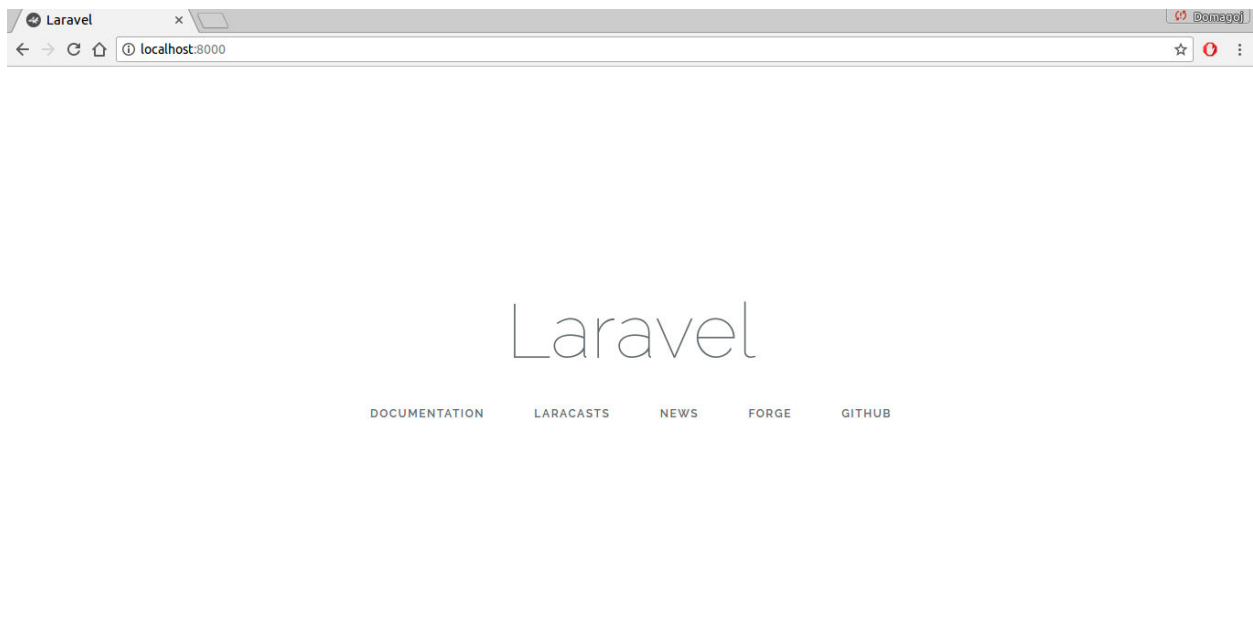 Laravel
Domagoj
localhost:8000
Laravel
DOCUMENTATION LARACASTS NEWS FORGE GITHUB